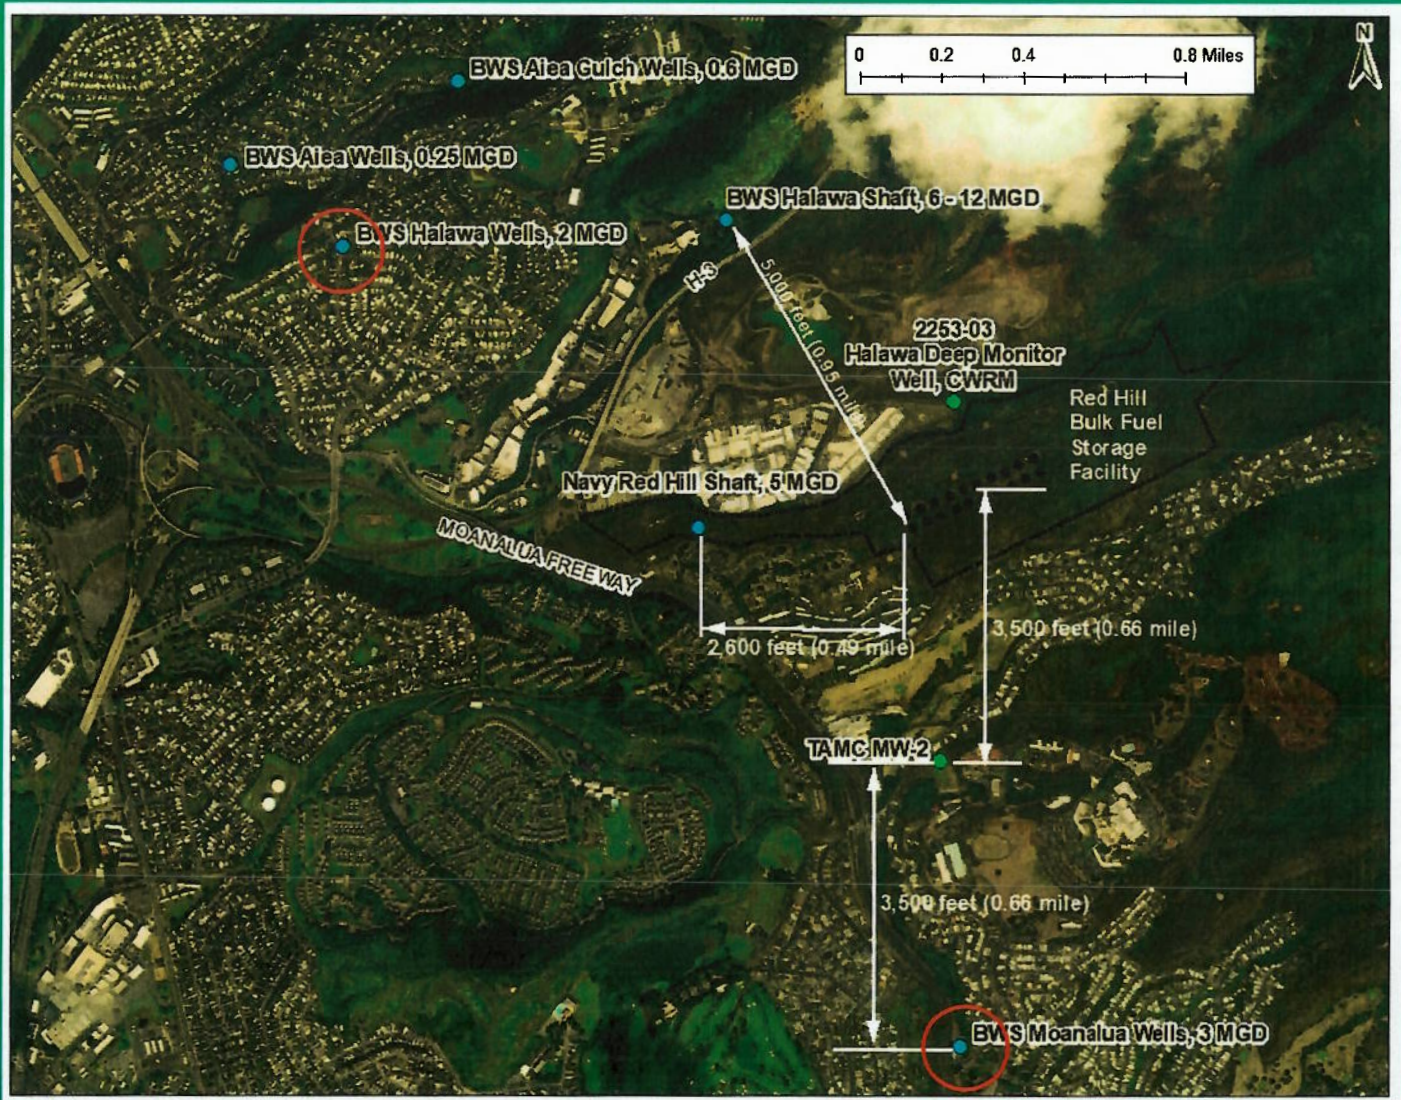 N
0 0.2 0.4 0.8 Miles
BWS Aiea Gulch Wells, 0.6 MGD
BWS Aiea Wells, 0.25 MGD
BWS Halawa Shaft, 6 - 12 MGD
BWS Halawa Wells, 2 MGD
H-3
5,000 feet (0.95 mile)
2253-03
Halawa Deep Monitor
Well, CWRM
Red Hill
Bulk Fuel
Storage
Facility
Navy Red Hill Shaft, 5 MGD
MOANALUA FREEWAY
2,600 feet (0.49 mile)
3,500 feet (0.66 mile)
TAMC MW-2
3,500 feet (0.66 mile)
BWS Moanalua Wells, 3 MGD